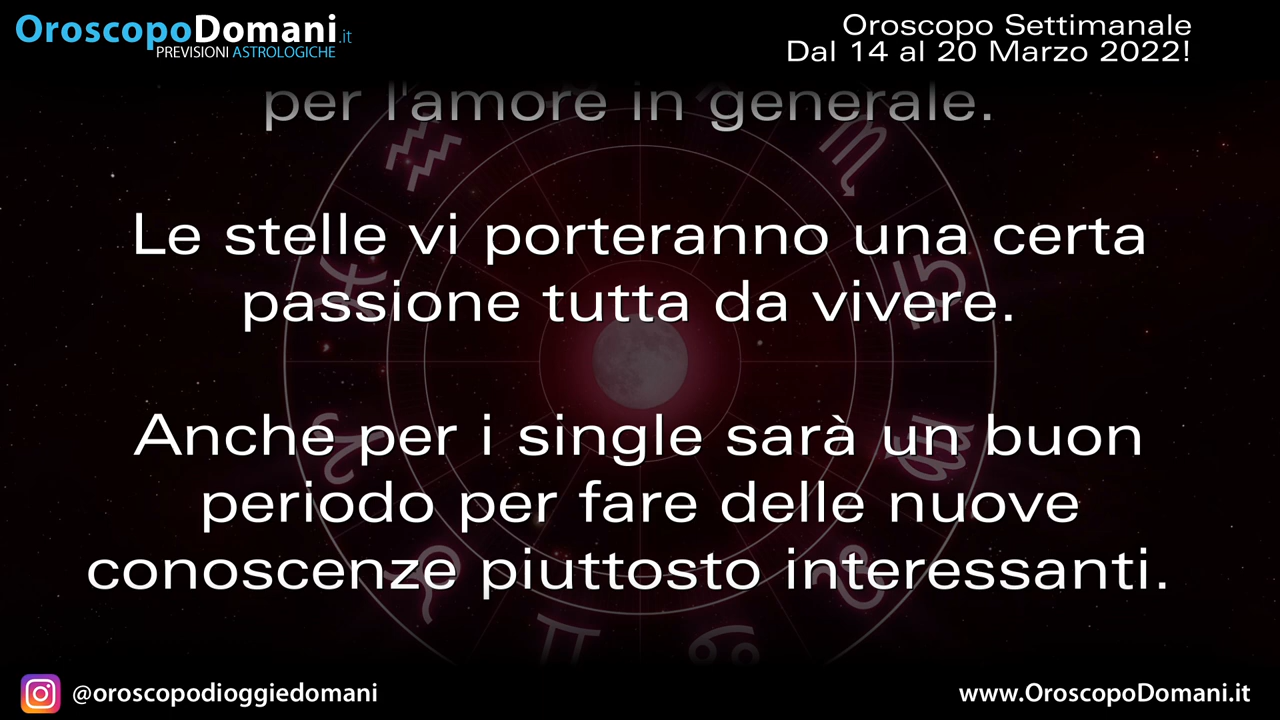 OroscopoDomani.it
PREVISIONI ASTROLOGICHE
Oroscopo Settimanale
Dal 14 al 20 Marzo 2022!
per l'amore in generale.
Le stelle vi porteranno una certa
passione tutta da vivere.
Anche per i single sarà un buon
periodo per fare delle nuove
conoscenze piuttosto interessanti.
@oroscopodioggiedomani
www.OroscopoDomani.it